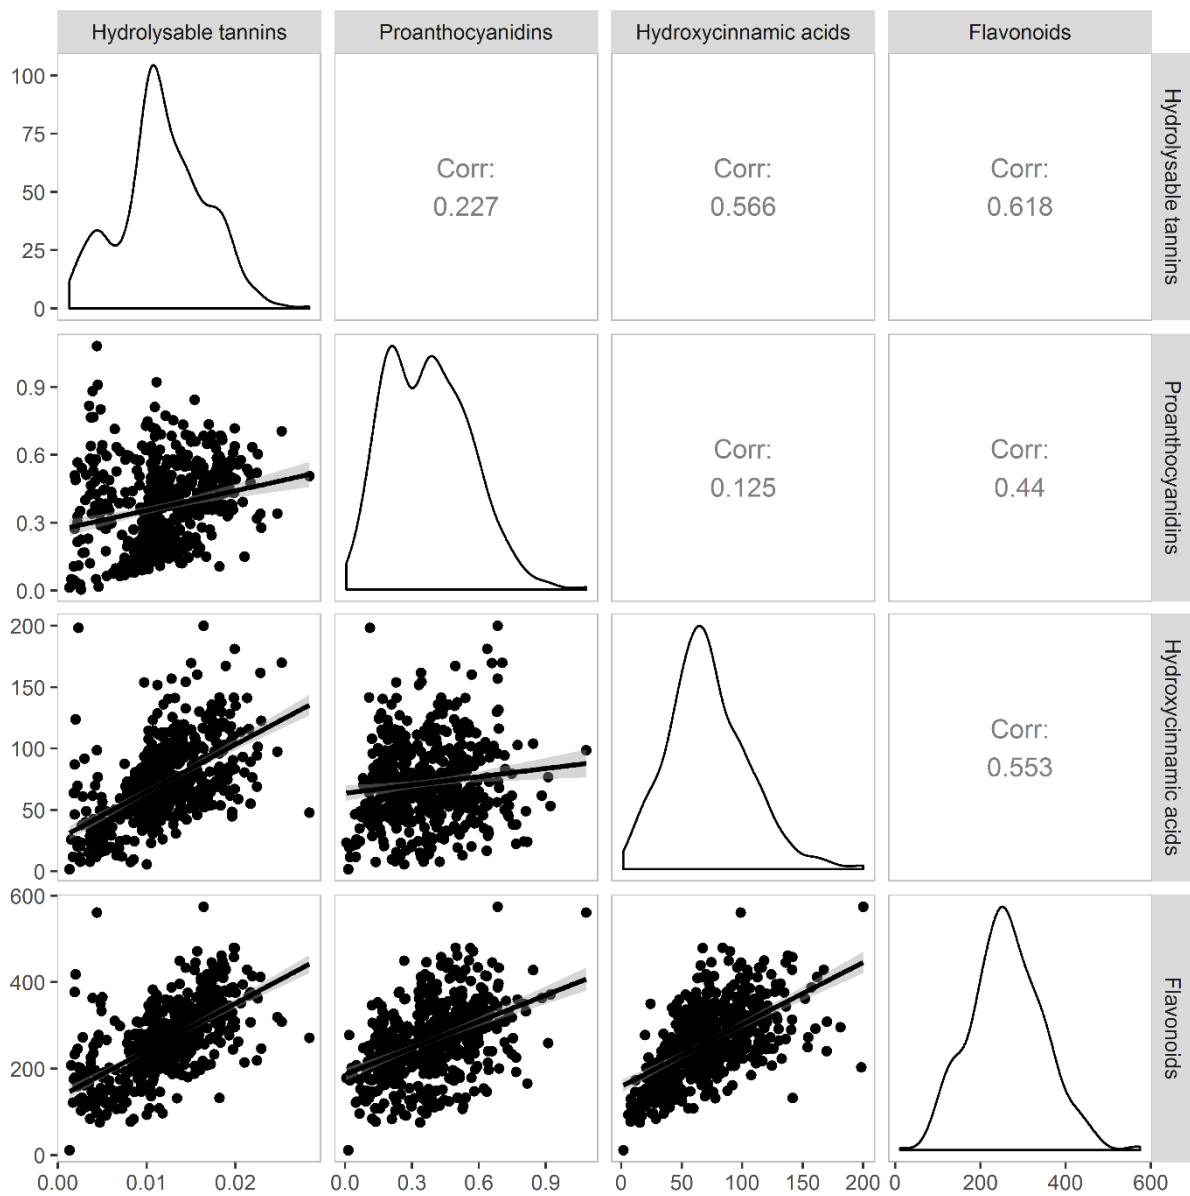 Hydrolysable tannins
Proanthocyanidins
Hydroxycinnamic acids
Flavonoids
100
75
50
25
0
Corr:
0.227
Corr:
0.566
Corr:
0.618
Hydrolysable tannins
0.9
0.6
0.3
0.0
Corr:
0.125
Corr:
0.44
Proanthocyanidins
200
150
100
50
0
Corr:
0.553
Hydroxycinnamic acids
600
400
200
0
Flavonoids
0.00 0.01 0.02
0.0 0.3 0.6 0.9
0 50 100 150 200
0 200 400 600